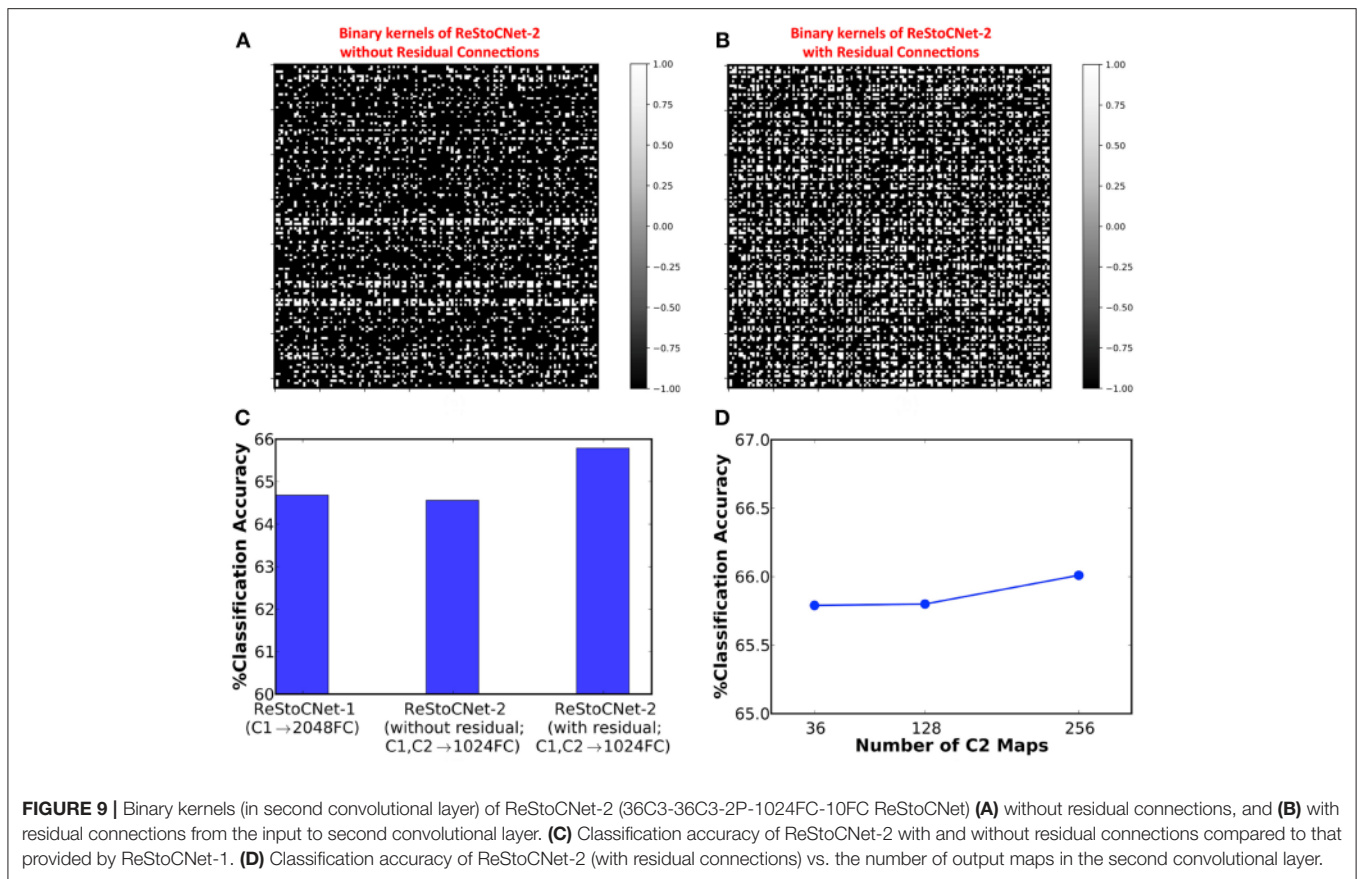 A
Binary kernels of ReStoCNet-2
without Residual Connections
1.00
0.75
0.50
0.25
0.00
−0.25
−0.50
−0.75
−1.00
B
Binary kernels of ReStoCNet-2
with Residual Connections
1.00
0.75
0.50
0.25
0.00
−0.25
−0.50
−0.75
−1.00
C
%Classification Accuracy
66
65
64
63
62
61
60
ReStoCNet-1
(C1→2048FC)
ReStoCNet-2
(without residual;
C1,C2→1024FC)
ReStoCNet-2
(with residual;
C1,C2→1024FC)
D
%Classification Accuracy
67.0
66.5
66.0
65.5
65.0
36
128
256
Number of C2 Maps
FIGURE 9 | Binary kernels (in second convolutional layer) of ReStoCNet-2 (36C3-36C3-2P-1024FC-10FC ReStoCNet) (A) without residual connections, and (B) with
residual connections from the input to second convolutional layer. (C) Classification accuracy of ReStoCNet-2 with and without residual connections compared to that
provided by ReStoCNet-1. (D) Classification accuracy of ReStoCNet-2 (with residual connections) vs. the number of output maps in the second convolutional layer.